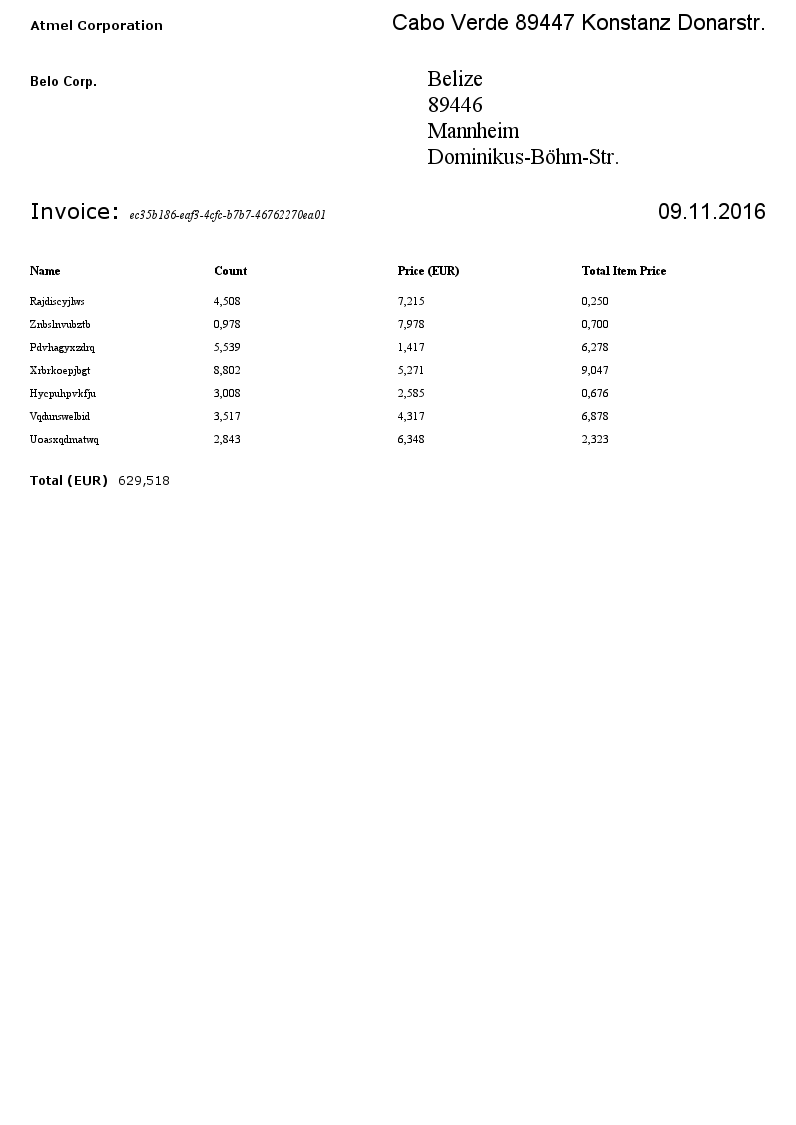 Atmel Corporation Cabo Verde 89447 Konstanz Donarstr.
Belo Corp.
Belize
89446
Mannheim
Dominikus-Böhm-Str.
Invoice: ec35b186-eaf3-4cfc-b7b7-46762270ea01 09.11.2016
Name Count Price (EUR) Total Item Price
Rajdiscyjlws 4,508 7,215 0,250
Znbslnvubztb 0,978 7,978 0,700
Pdvhagyxzdrq 5,539 1,417 6,278
Xrbrkoepjbgt 8,802 5,271 9,047
Hycpuhpvkfju 3,008 2,585 0,676
Vqdunswelbid 3,517 4,317 6,878
Uoasxqdmatwq 2,843 6,348 2,323
Total (EUR) 629,518